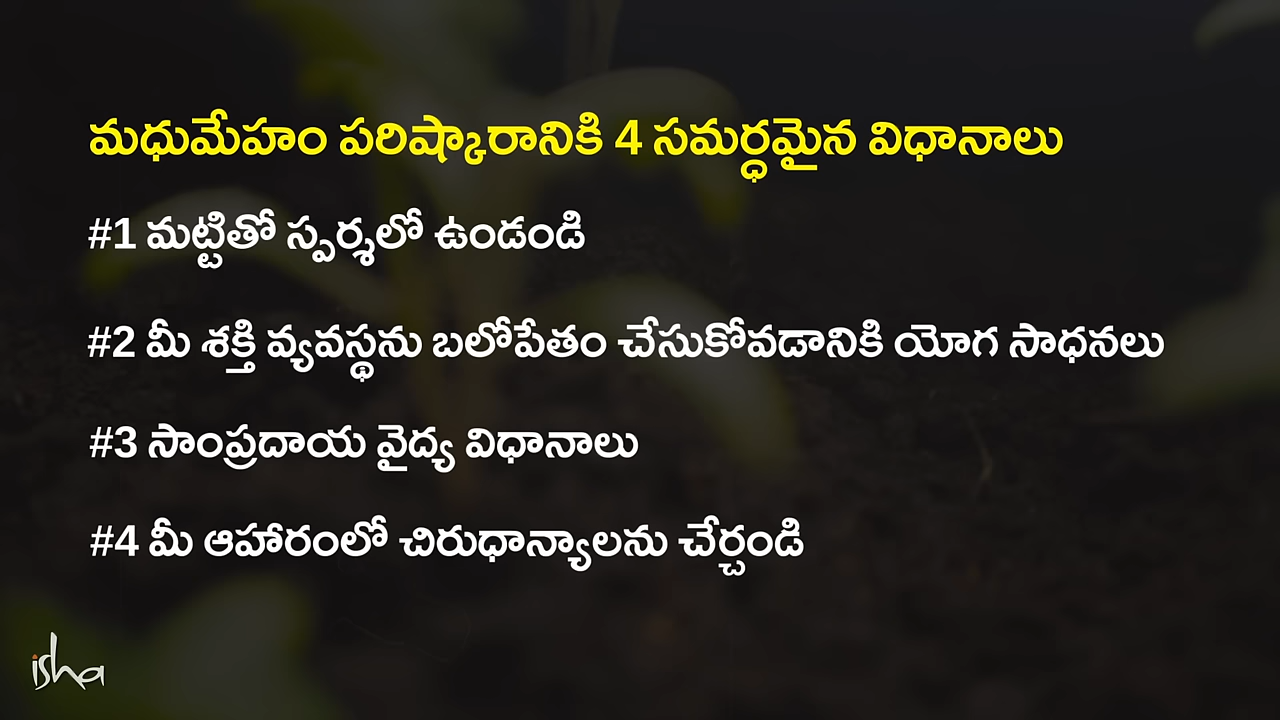 మధుమేహం పరిష్కారానికి 4 సమర్ధమైన విధానాలు
#1 మట్టితో స్పర్శలో ఉండండి
#2 మీ శక్తి వ్యవస్థను బలోపేతం చేసుకోవడానికి యోగ సాధనలు
#3 సాంప్రదాయ వైద్య విధానాలు
#4 మీ ఆహారంలో చిరుధాన్యాలను చేర్చండి
isha